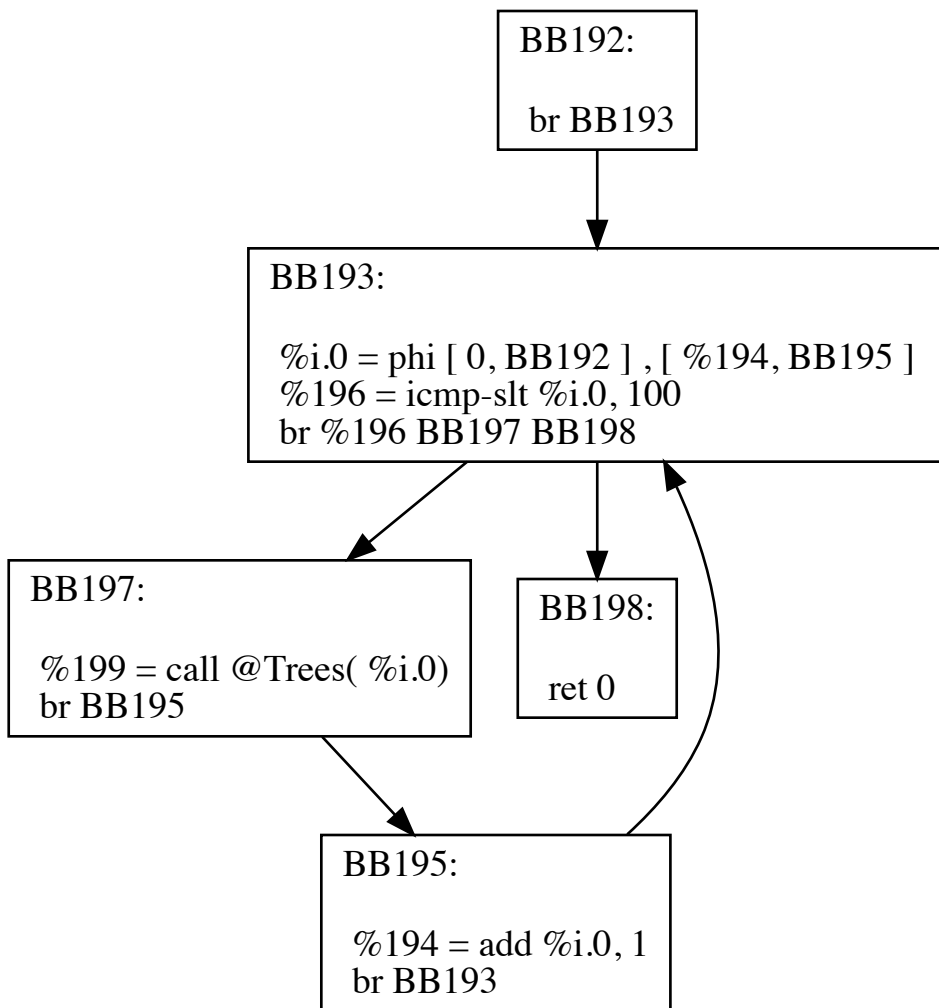 BB192:
br BB193
BB193:
%i.0 = phi [ 0, BB192 ] , [ %194, BB195 ]
%196 = icmp-slt %i.0, 100
br %196 BB197 BB198
BB197:
%199 = call @Trees( %i.0)
br BB195
BB198:
ret 0
BB195:
%194 = add %i.0, 1
br BB193